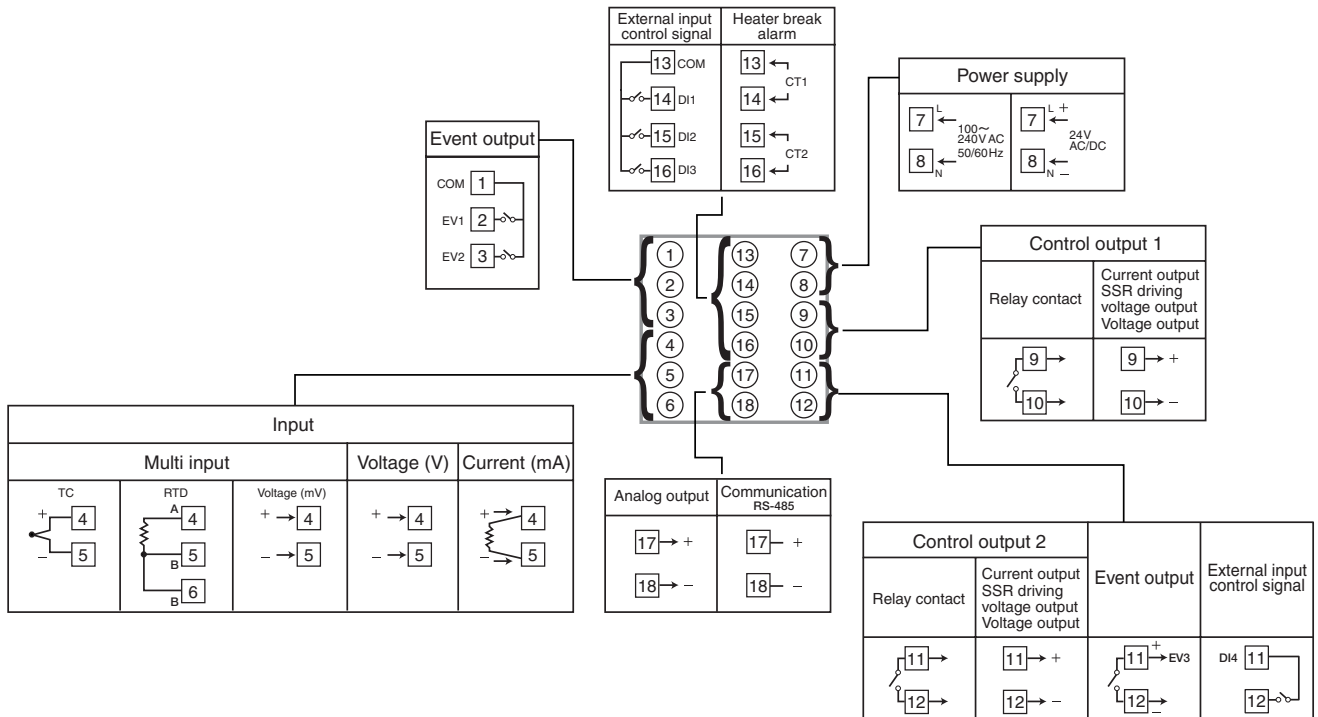 External input
control signal
Heater break
alarm
13 COM
14 DI1
15 DI2
16 DI3
13
14
CT1
15
16
CT2
Power supply
7 L
8 N
100~
240V AC
50/60Hz
7 L +
8 N −
24V
AC/DC
Event output
COM 1
EV1 2
EV2 3
1 13 7
2 14 8
3 15 9
4 16 10
5 17 11
6 18 12
Control output 1
Relay contact
Current output
SSR driving
voltage output
Voltage output
9
10
9 +
10 −
Input
Multi input
Voltage (V)
Current (mA)
TC
+ 4
− 5
RTD
A 4
B 5
B 6
Voltage (mV)
+ 4
− 5
+ 4
− 5
+ 4
− 5
Analog output
Communication
RS-485
17 +
18 −
17 +
18 −
Control output 2
Event output
External input
control signal
Relay contact
Current output
SSR driving
voltage output
Voltage output
11
12
11 +
12 −
11 + EV3
12 −
DI4 11
12